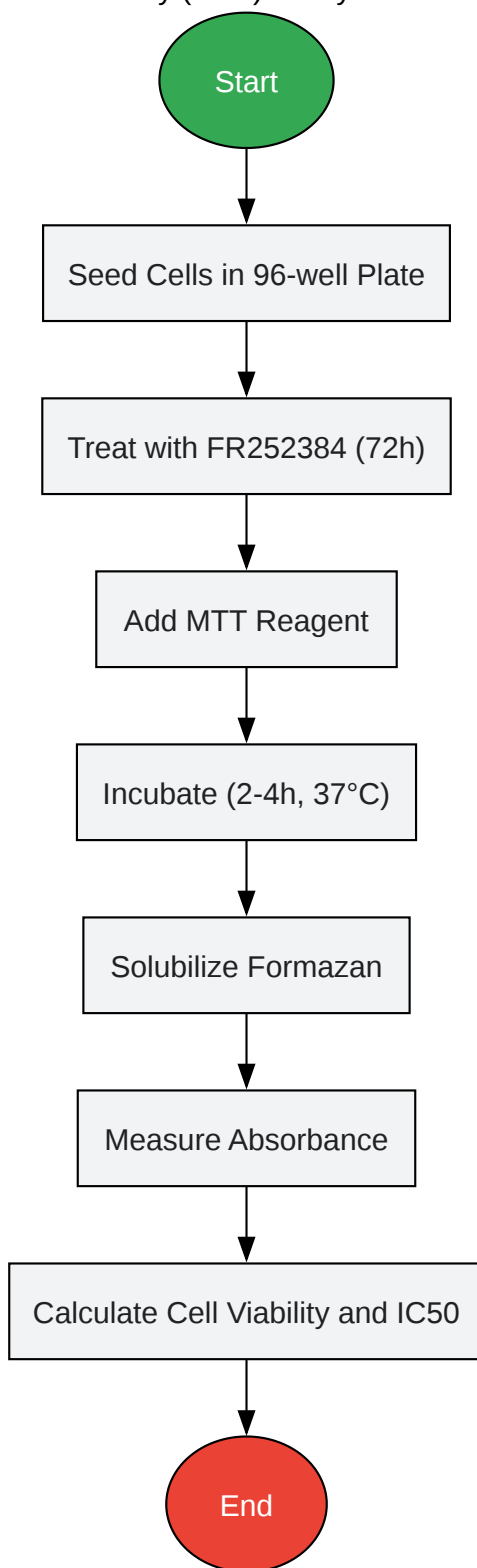 Start
Seed Cells in 96-well Plate
Treat with FR252384 (72h)
Add MTT Reagent
Incubate (2-4h, 37°C)
Solubilize Formazan
Measure Absorbance
Calculate Cell Viability and IC50
End